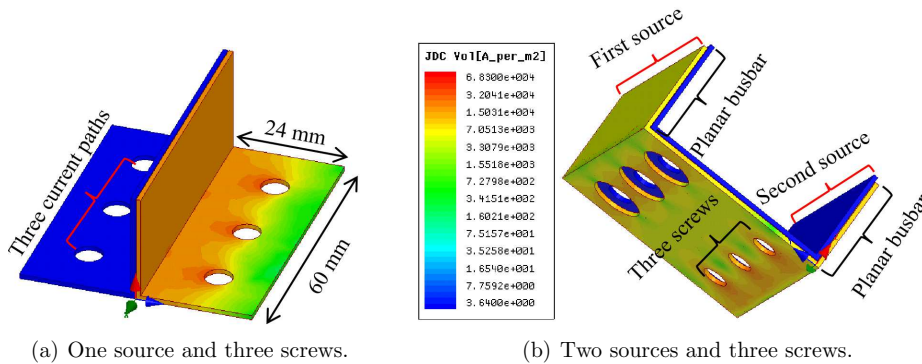 Three current paths
24 mm
60 mm
(a) One source and three screws.
JDC Vol[A_per_m2]
6.8300e+004
3.2041e+004
1.5031e+004
7.0513e+003
3.3079e+003
1.5518e+003
7.2798e+002
3.4151e+002
1.6021e+002
7.5157e+001
3.5258e+001
1.6540e+001
7.7592e+000
3.6400e+000
First source
Planar busbar
Second source
Three screws
Planar busbar
(b) Two sources and three screws.